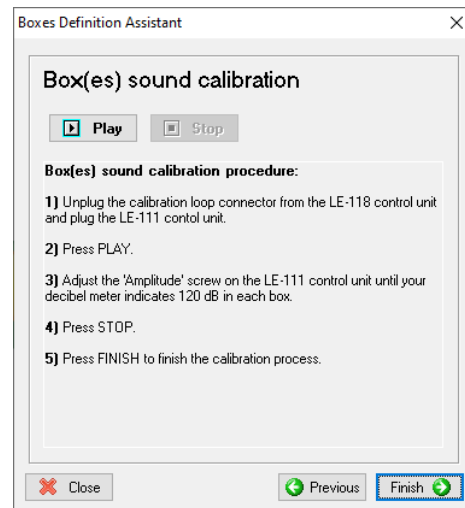 Boxes Definition Assistant
Box(es) sound calibration
Play Stop
Box(es) sound calibration procedure:
1) Unplug the calibration loop connector from the LE-118 control unit
and plug the LE-111 contol unit.
2) Press PLAY.
3) Adjust the 'Amplitude' screw on the LE-111 control unit until your
decibel meter indicates 120 dB in each box.
4) Press STOP.
5) Press FINISH to finish the calibration process.
Close Previous Finish